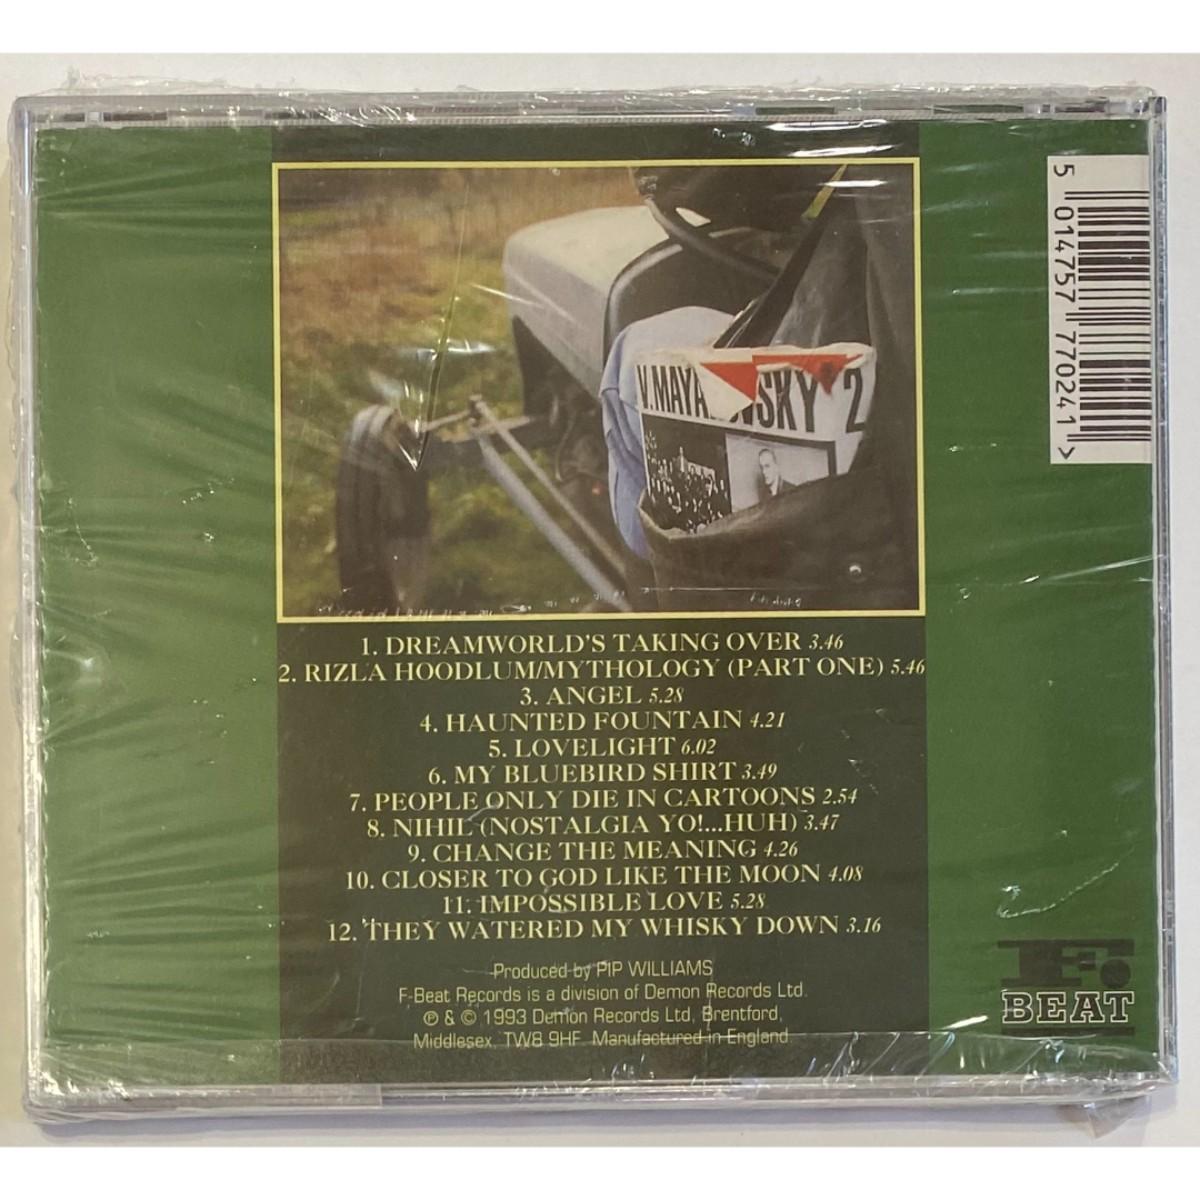 V.MAYA SKY 2
5 014757 770241 >
1. DREAMWORLD'S TAKING OVER 3.46
2. RIZLA HOODLUM/MYTHOLOGY (PART ONE) 5.46
3. ANGEL 5.28
4. HAUNTED FOUNTAIN 4.21
5. LOVELIGHT 6.02
6. MY BLUEBIRD SHIRT 3.49
7. PEOPLE ONLY DIE IN CARTOONS 2.54
8. NIHIL (NOSTALGIA YO!...HUH) 3.47
9. CHANGE THE MEANING 4.26
10. CLOSER TO GOD LIKE THE MOON 4.08
11. IMPOSSIBLE LOVE 5.28
12. THEY WATERED MY WHISKY DOWN 3.16
Produced by PIP WILLIAMS
F-Beat Records is a division of Demon Records Ltd.
℗ & © 1993 Demon Records Ltd, Brentford,
Middlesex, TW8 9HF. Manufactured in England.
F.
BEAT